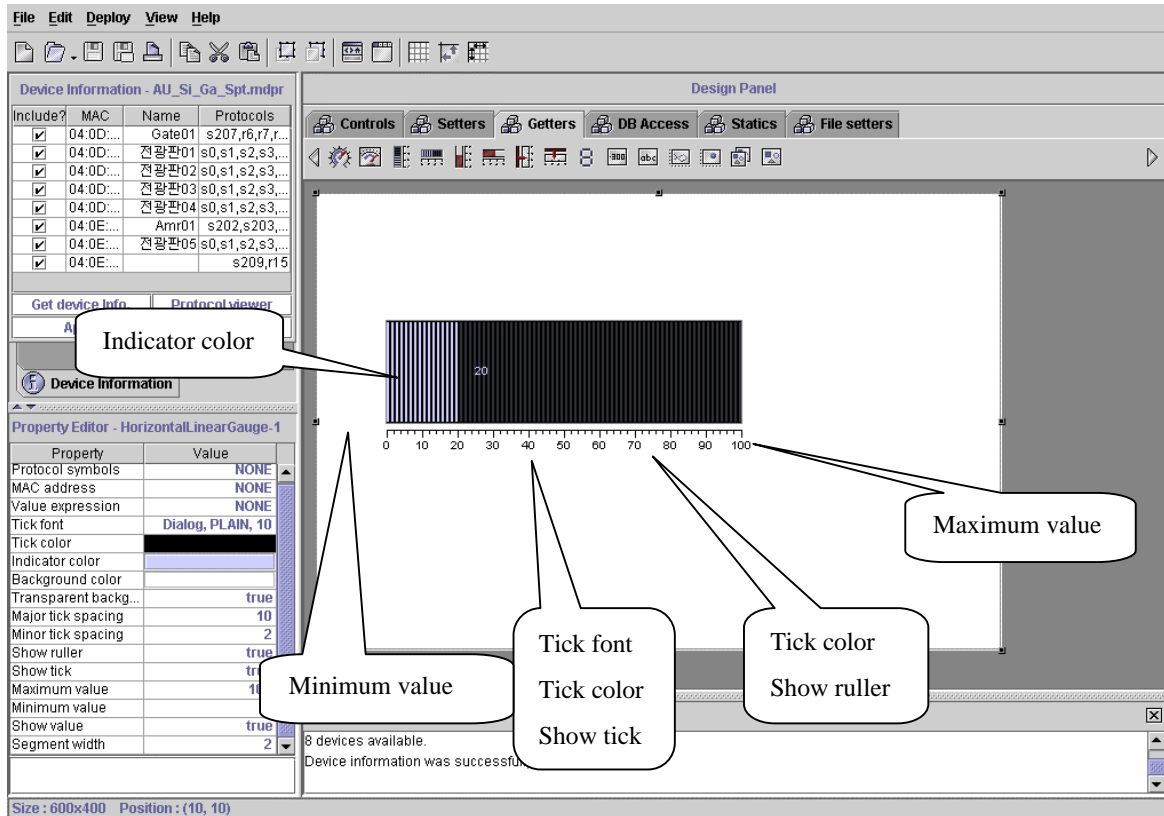 File Edit Deploy View Help
Device Information - AU_Si_Ga_Spt.mdpr
Include? MAC Name Protocols
04:0D:... Gate01 s207,r6,r7,r...
04:0D:... 전광판01 s0,s1,s2,s3,...
04:0D:... 전광판02 s0,s1,s2,s3,...
04:0D:... 전광판03 s0,s1,s2,s3,...
04:0D:... 전광판04 s0,s1,s2,s3,...
04:0E:... Amr01 s202,s203,...
04:0E:... 전광판05 s0,s1,s2,s3,...
04:0E:... s209,r15
Get device Info. Protocol viewer
Device Information
Property Editor - HorizontalLinearGauge-1
Property Value
Protocol symbols NONE
MAC address NONE
Value expression NONE
Tick font Dialog, PLAIN, 10
Tick color
Indicator color
Background color
Transparent backg... true
Major tick spacing 10
Minor tick spacing 2
Show ruller true
Show tick
Maximum value
Minimum value
Show value true
Segment width 2
Design Panel
Controls Setters Getters DB Access Statics File setters
-300 abc
20
0 10 20 30 40 50 60 70 80 90 100
Indicator color
Maximum value
Minimum value
Tick font
Tick color
Show tick
Tick color
Show ruller
8 devices available.
Device information was
Size : 600x400 Position : (10, 10)